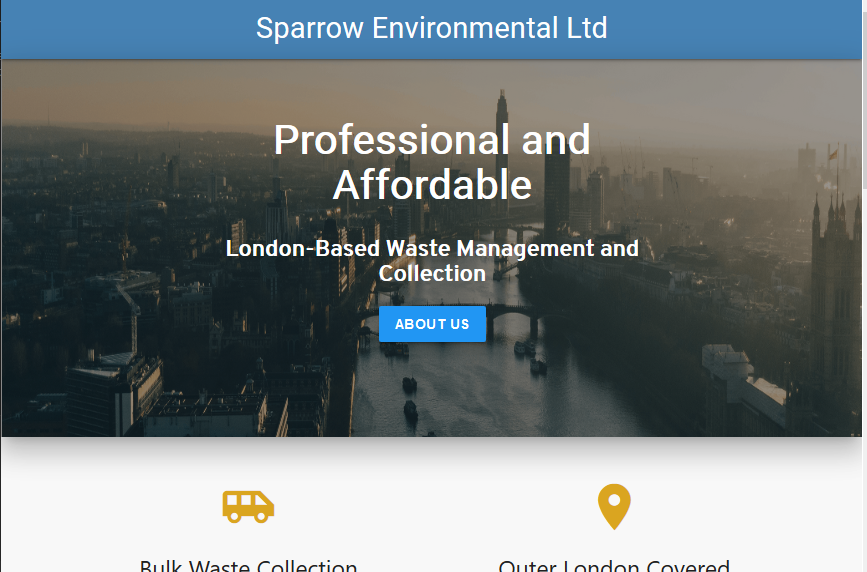 Sparrow Environmental Ltd
Professional and
Affordable
London-Based Waste Management and
Collection
ABOUT US
Bulk Waste Collection
Outer London Covered